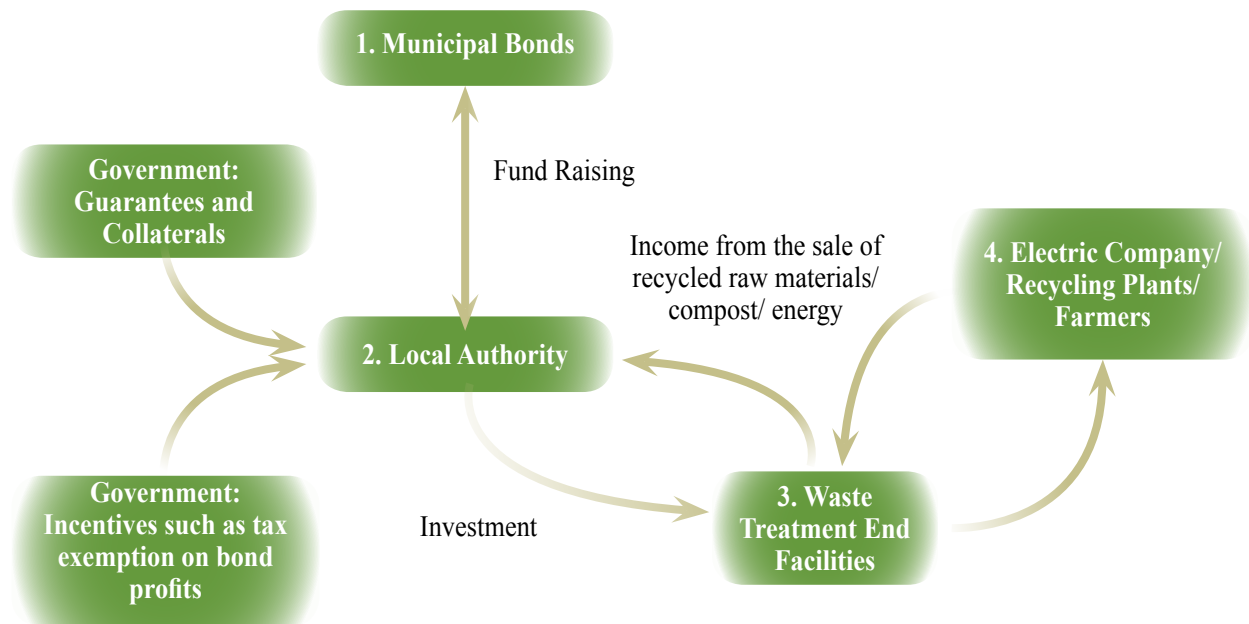 1. Municipal Bonds
Fund Raising
Government:
Guarantees and
Collaterals
Income from the sale of
recycled raw materials/
compost/ energy
4. Electric Company/
Recycling Plants/
Farmers
2. Local Authority
Government:
Incentives such as tax
exemption on bond
profits
Investment
3. Waste
Treatment End
Facilities